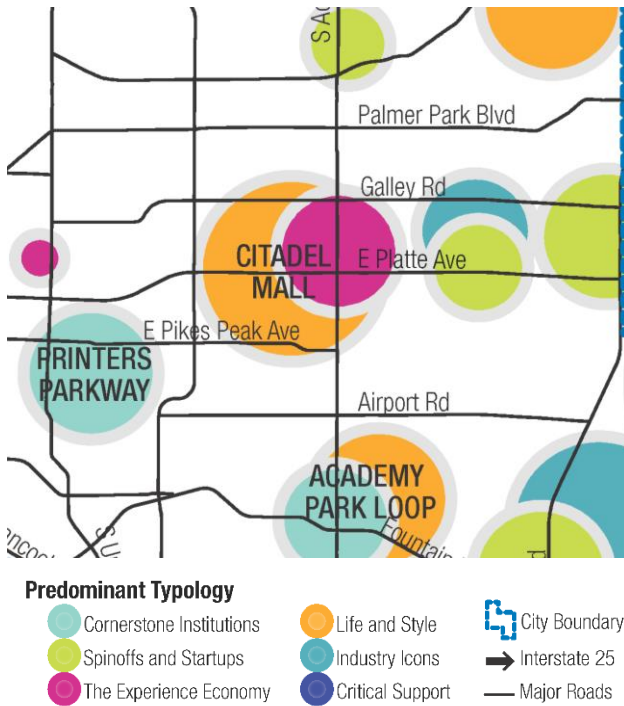 S Ac
Palmer Park Blvd
Galley Rd
CITADEL
MALL
E Platte Ave
E Pikes Peak Ave
PRINTERS
PARKWAY
Airport Rd
ACADEMY
PARK LOOP
Fountain
S U
Predominant Typology
Cornerstone Institutions
Life and Style
City Boundary
Spinoffs and Startups
Industry Icons
Interstate 25
The Experience Economy
Critical Support
Major Roads